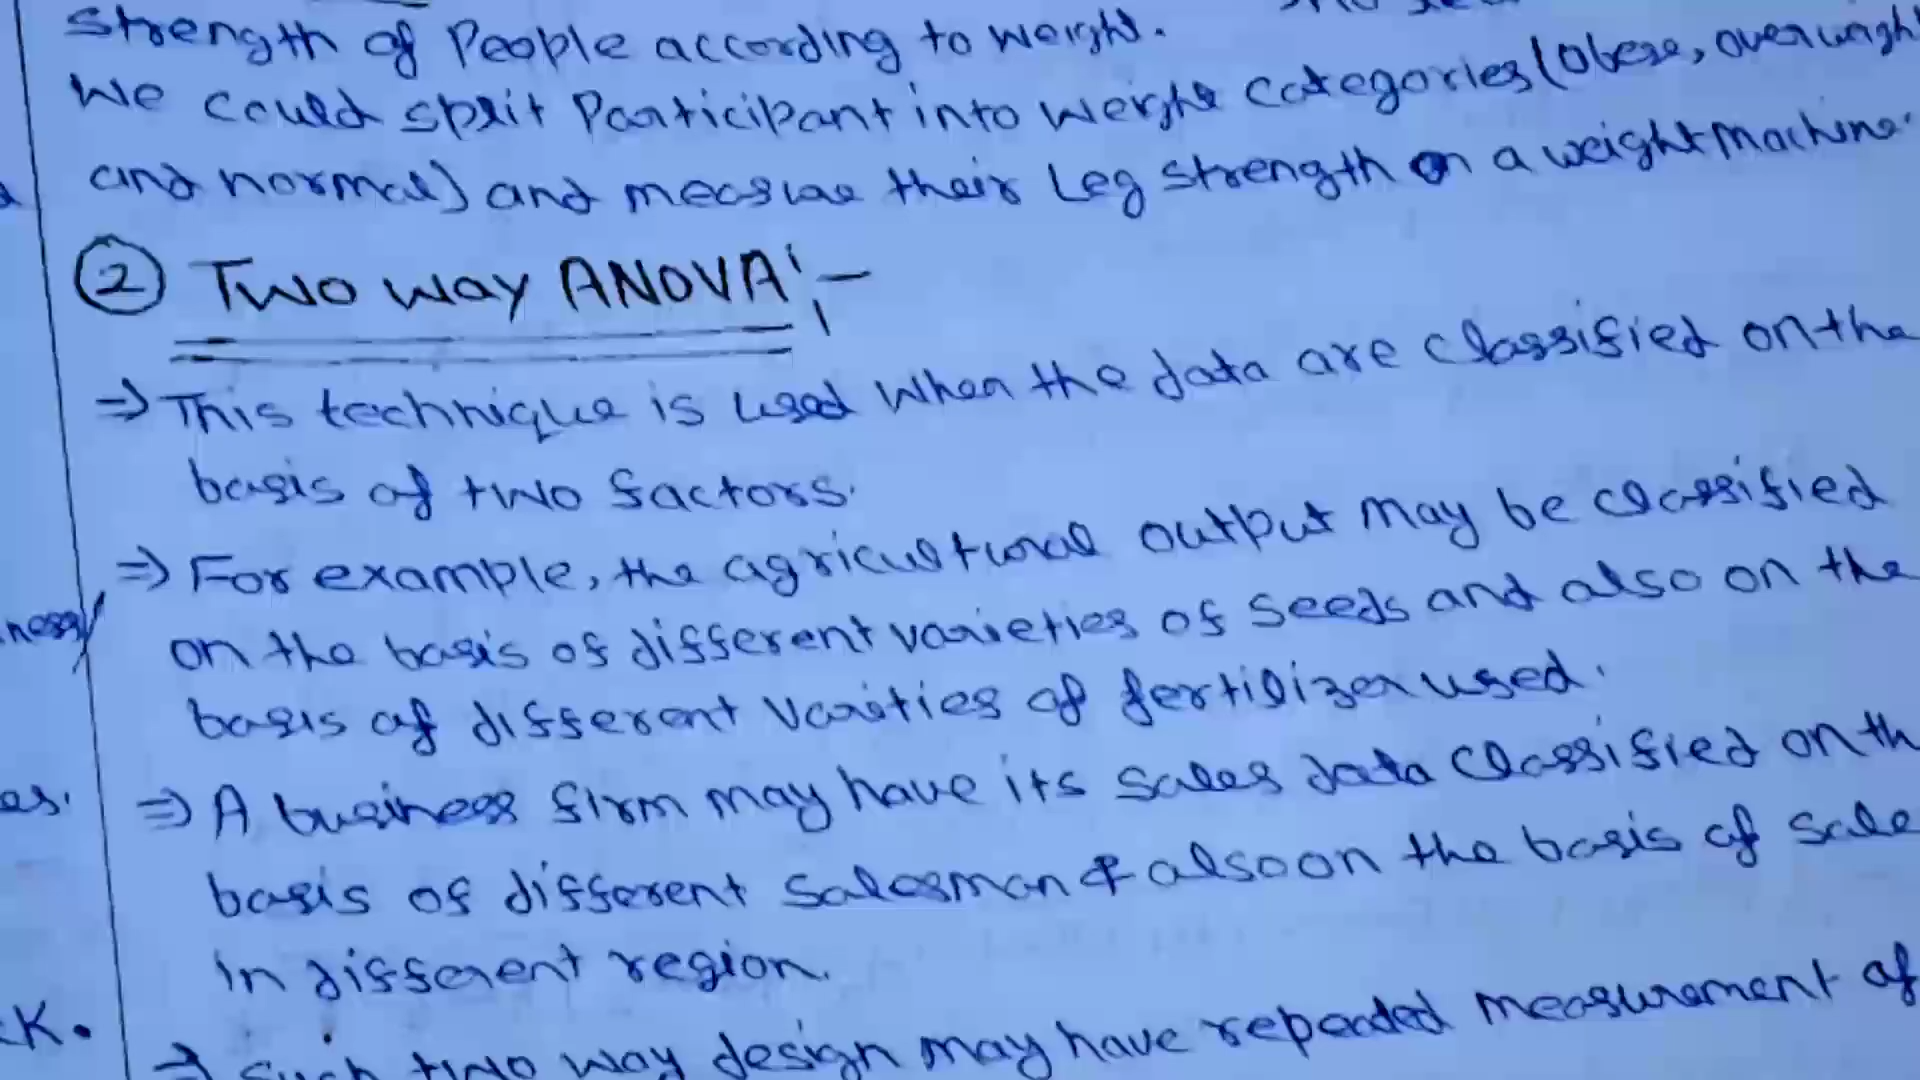 strength of People according to weight.
We could split Participant into weight categories (obese, overweigh
and normal) and measure their Leg strength on a weight machine.
② Two way ANOVA:-
⇒ This technique is used when the data are classified on the
basis of two factors.
⇒ For example, the agricultural output may be classified
on the basis of different varieties of seeds and also on the
basis of different varities of fertilizer used.
⇒ A business firm may have its sales data classified on th
basis of different salesman & also on the basis of sale
in different region.
⇒ Such two way design may have repeated measurement of
ness/
es.
K.